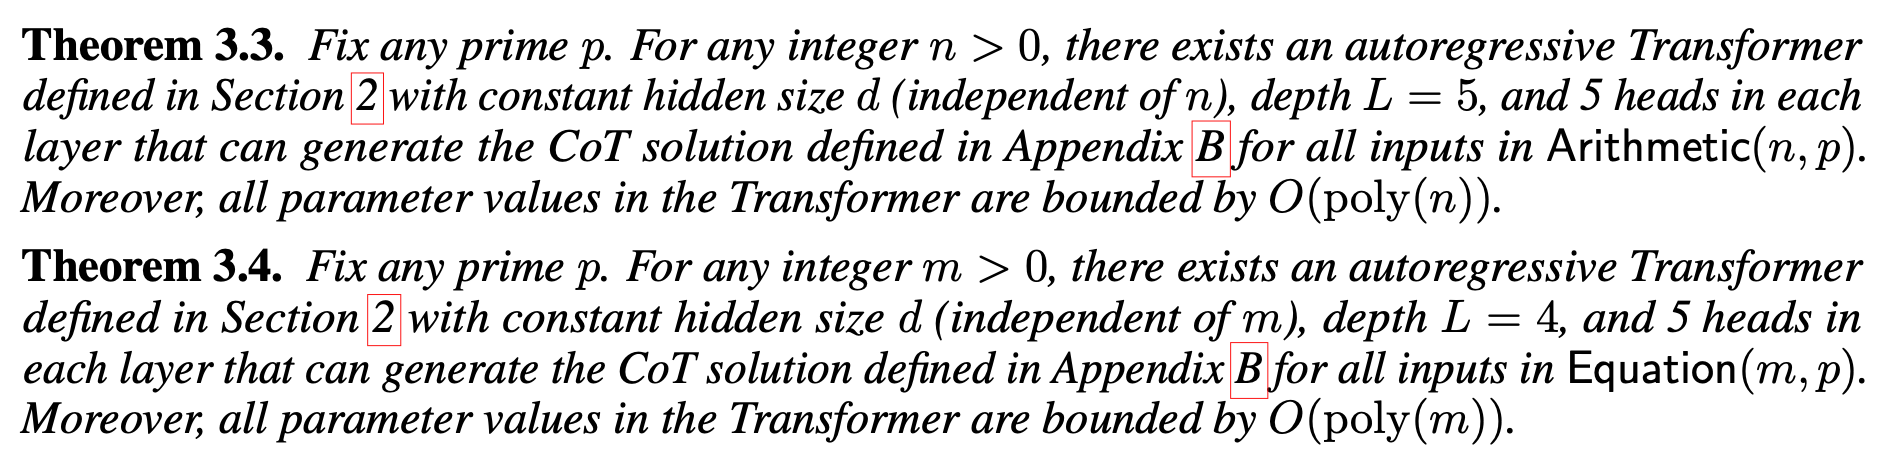 Theorem 3.3. Fix any prime p. For any integer n > 0, there exists an autoregressive Transformer
defined in Section 2 with constant hidden size d (independent of n), depth L = 5, and 5 heads in each
layer that can generate the CoT solution defined in Appendix B for all inputs in Arithmetic(n, p).
Moreover, all parameter values in the Transformer are bounded by O(poly(n)).
Theorem 3.4. Fix any prime p. For any integer m > 0, there exists an autoregressive Transformer
defined in Section 2 with constant hidden size d (independent of m), depth L = 4, and 5 heads in
each layer that can generate the CoT solution defined in Appendix B for all inputs in Equation(m, p).
Moreover, all parameter values in the Transformer are bounded by O(poly(m)).